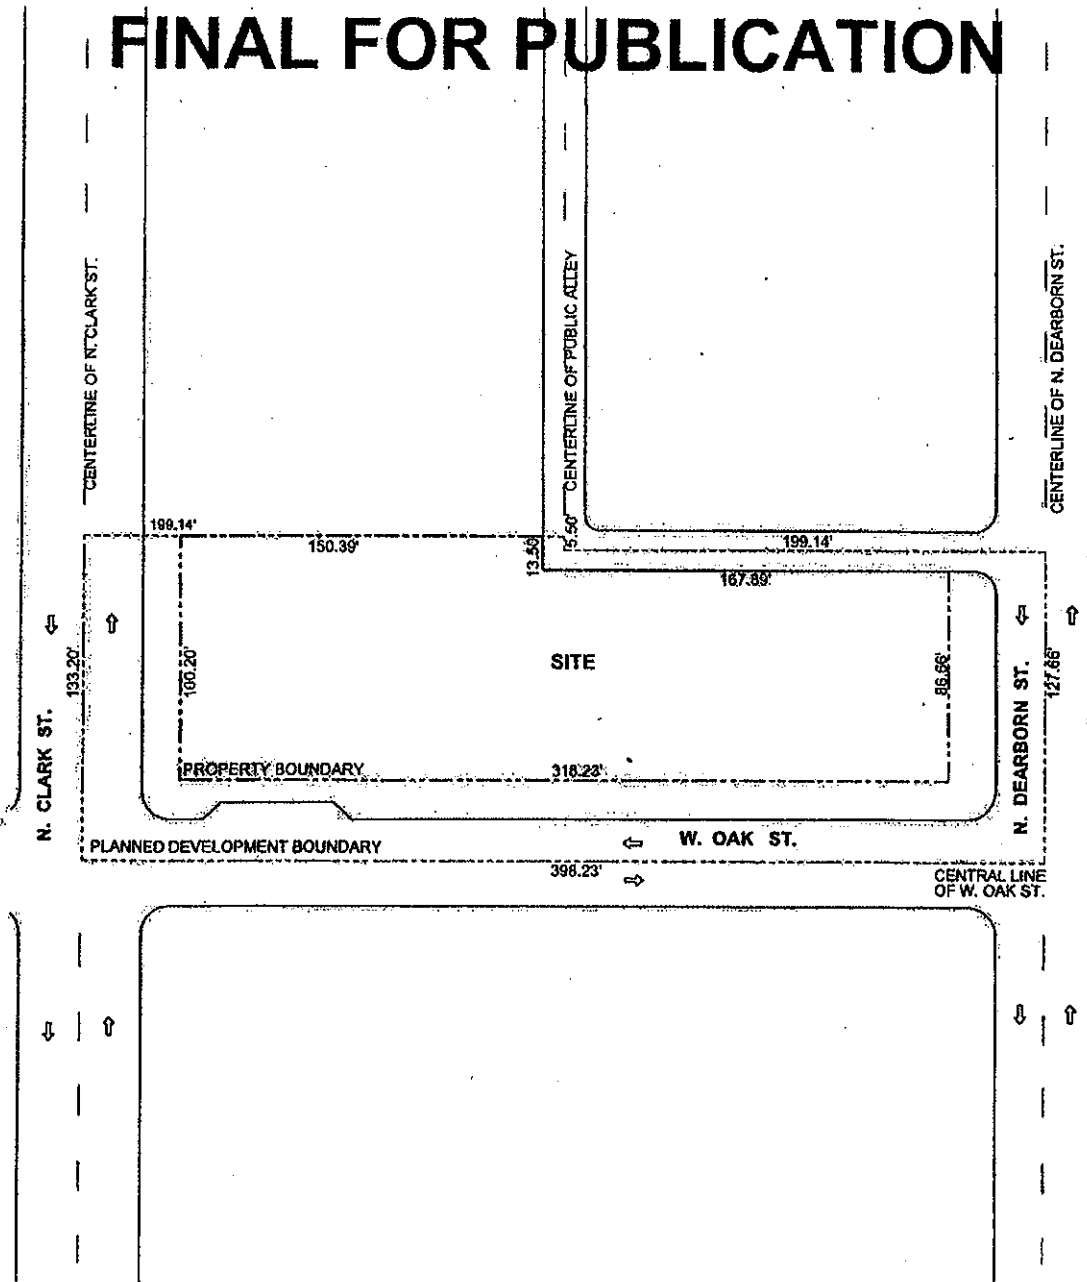 FINAL FOR PUBLICATION
CENTERLINE OF N. CLARK ST.
CENTERLINE OF PUBLIC ALLEY
CENTERLINE OF N. DEARBORN ST.
199.14'
150.39'
13.50
5.50'
199.14'
167.89'
133.20'
100.20'
SITE
86.66'
127.66'
N. CLARK ST.
N. DEARBORN ST.
PROPERTY BOUNDARY
318.23'
PLANNED DEVELOPMENT BOUNDARY
W. OAK ST.
398.23'
CENTRAL LINE
OF W. OAK ST.